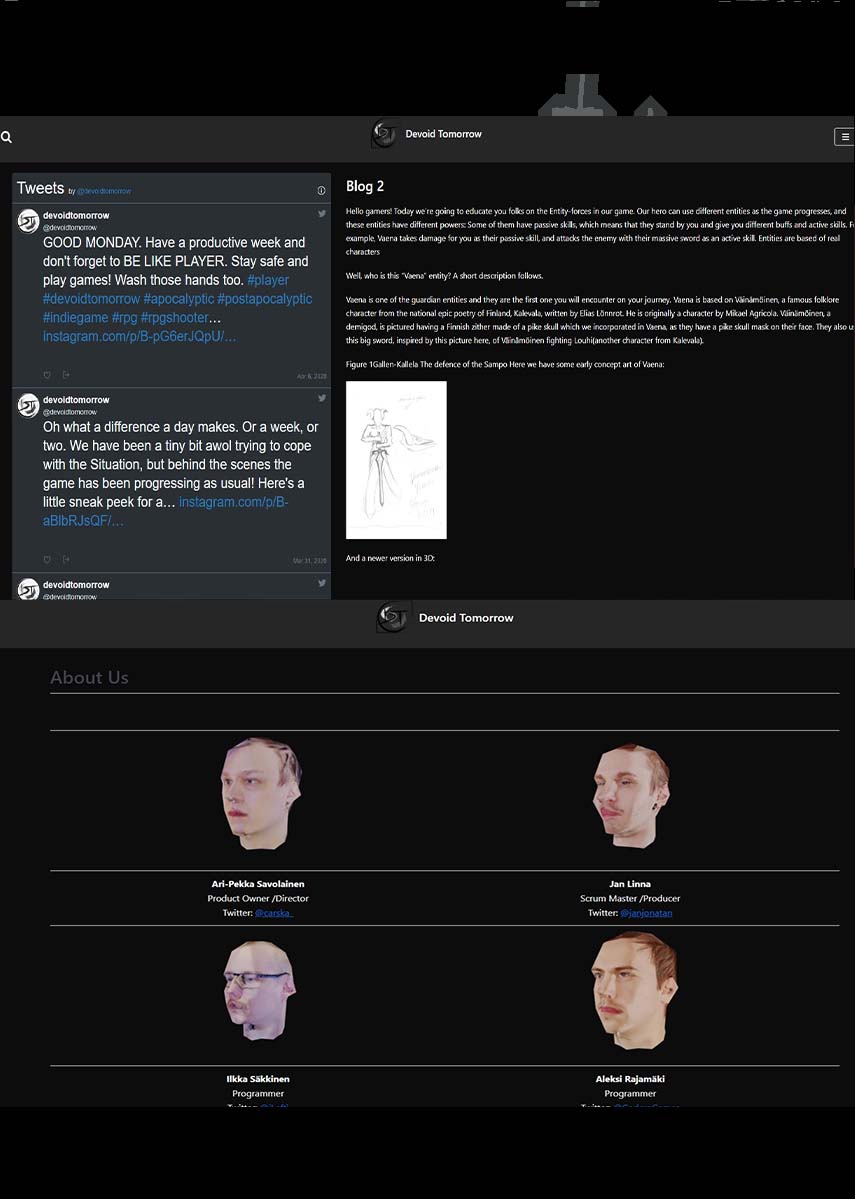 Devoid Tomorrow
Tweets by @devoidtomorrow
devoidtomorrow
@devoidtomorrow
GOOD MONDAY. Have a productive week and
don't forget to BE LIKE PLAYER. Stay safe and
play games! Wash those hands too. #player
#devoidtomorrow #apocalyptic #postapocalyptic
#indiegame #rpg #rpgshooter…
instagram.com/p/B-pG6erJQpU/…
Apr 6, 2020
devoidtomorrow
@devoidtomorrow
Oh what a difference a day makes. Or a week, or
two. We have been a tiny bit awol trying to cope
with the Situation, but behind the scenes the
game has been progressing as usual! Here's a
little sneak peek for a… instagram.com/p/B-
aBlbRJsQF/…
Mar 31, 2020
devoidtomorrow
@devoidtomorrow
Blog 2
Hello gamers! Today we're going to educate you folks on the Entity-forces in our game. Our hero can use different entities as the game progresses, and
these entities have different powers: Some of them have passive skills, which means that they stand by you and give you different buffs and active skills. F
example, Vaena takes damage for you as their passive skill, and attacks the enemy with their massive sword as an active skill. Entities are based of real
characters
Well, who is this "Vaena" entity? A short description follows.
Vaena is one of the guardian entities and they are the first one you will encounter on your journey. Vaena is based on Väinämöinen, a famous folklore
character from the national epic poetry of Finland, Kalevala, written by Elias Lönnrot. He is originally a character by Mikael Agricola. Väinämöinen, a
demigod, is pictured having a Finnish zither made of a pike skull which we incorporated in Vaena, as they have a pike skull mask on their face. They also u
this big sword, inspired by this picture here, of Väinämöinen fighting Louhi(another character from Kalevala).
Figure 1Gallen-Kallela The defence of the Sampo Here we have some early concept art of Vaena:
And a newer version in 3D:
Devoid Tomorrow
About Us
Ari-Pekka Savolainen
Product Owner /Director
Twitter: @carska_
Jan Linna
Scrum Master /Producer
Twitter: @janjonatan
Ilkka Säkkinen
Programmer
Aleksi Rajamäki
Programmer